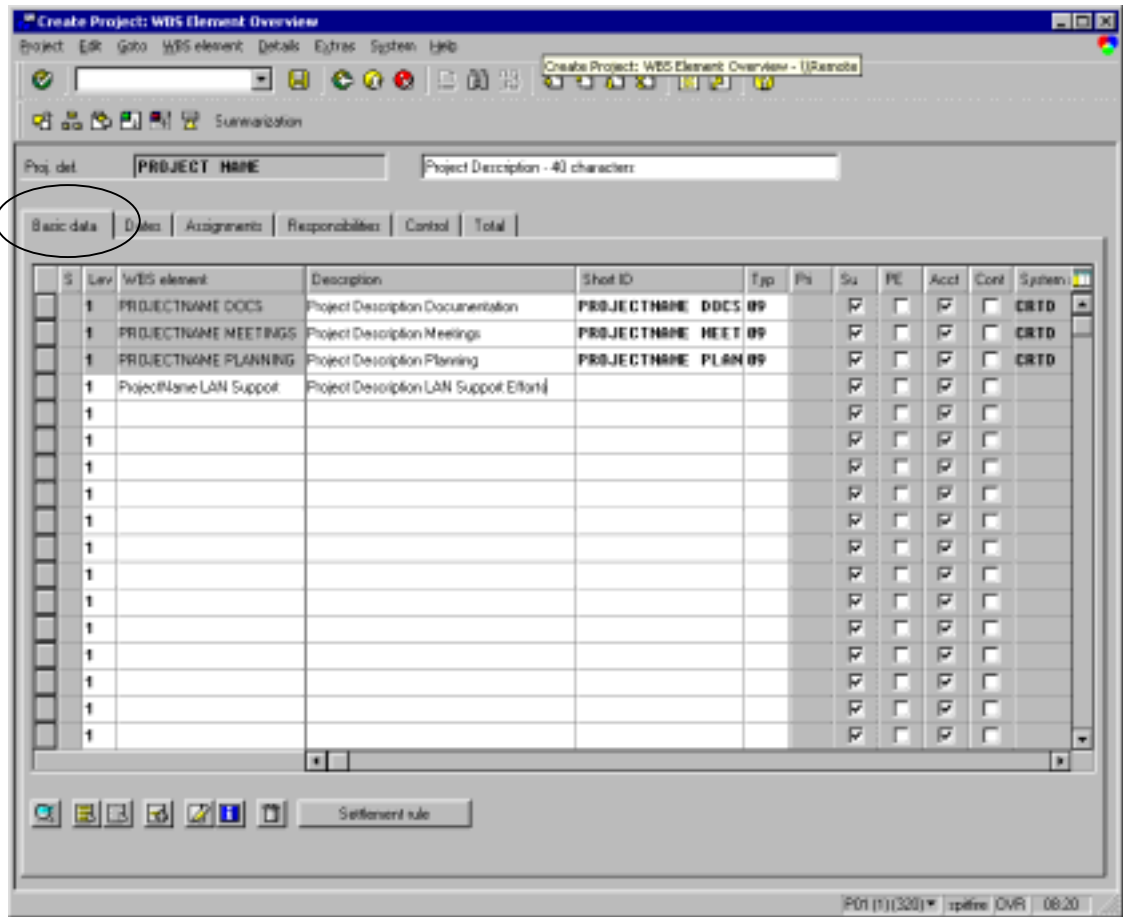 Create Project: WBS Element Overview
Project Edit Goto WBS element Details Extras System Help
Create Project: WBS Element Overview - \\Remote
Summarization
Proj. def. PROJECT NAME Project Description - 40 characters
Basic data Dates Assignments Responsibilities Control Total
S Lev WBS element Description Short ID Typ Pri Su PE Acct Cont System
1 PROJECTNAME DOCS Project Description Documentation PROJECTNAME DOCS 09 CRTD
1 PROJECTNAME MEETINGS Project Description Meetings PROJECTNAME MEET 09 CRTD
1 PROJECTNAME PLANNING Project Description Planning PROJECTNAME PLAN 09 CRTD
1 ProjectName LAN Support Project Description LAN Support Efforts
1
1
1
1
1
1
1
1
1
1
1
1
1
Settlement rule
P01 (1) (320) spitfire OVR 08:20